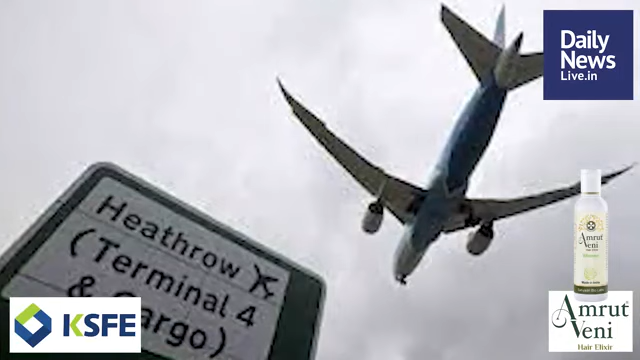 Daily
News
Live.in
Heathrow
(Terminal 4
& Cargo)
KSFE
Amrut
Veni
Amrut
Veni
Hair Elixir